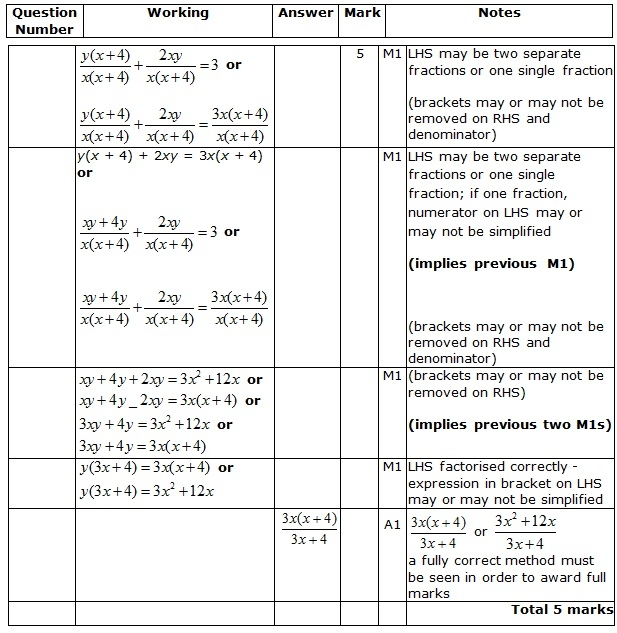 Question Number Working Answer Mark Notes
y(x+4)/x(x+4) + 2xy/x(x+4) = 3 or
5 M1 LHS may be two separate
fractions or one single fraction
y(x+4)/x(x+4) + 2xy/x(x+4) = 3x(x+4)/x(x+4)
(brackets may or may not be
removed on RHS and
denominator)
y(x + 4) + 2xy = 3x(x + 4)
or
M1 LHS may be two separate
fractions or one single
fraction; if one fraction,
numerator on LHS may or
may not be simplified
xy+4y/x(x+4) + 2xy/x(x+4) = 3 or
(implies previous M1)
xy+4y/x(x+4) + 2xy/x(x+4) = 3x(x+4)/x(x+4)
(brackets may or may not be
removed on RHS and
denominator)
xy+4y+2xy=3x²+12x or
xy+4y_2xy=3x(x+4) or
3xy+4y=3x²+12x or
3xy+4y=3x(x+4)
M1 (brackets may or may not be
removed on RHS)
(implies previous two M1s)
y(3x+4)=3x(x+4) or
y(3x+4)=3x²+12x
M1 LHS factorised correctly -
expression in bracket on LHS
may or may not be simplified
3x(x+4)/3x+4
A1 3x(x+4)/3x+4 or 3x²+12x/3x+4
a fully correct method must
be seen in order to award full
marks
Total 5 marks